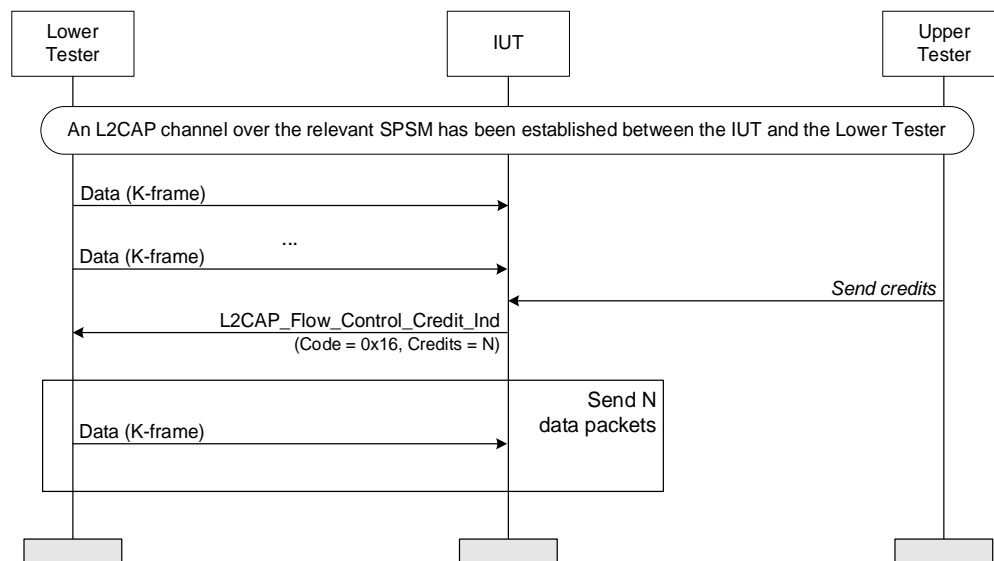 Lower
Tester
IUT
Upper
Tester
An L2CAP channel over the relevant SPSM has been established between the IUT and the Lower Tester
Data (K-frame)
...
Data (K-frame)
Send credits
L2CAP_Flow_Control_Credit_Ind
(Code = 0x16, Credits = N)
Send N
data packets
Data (K-frame)